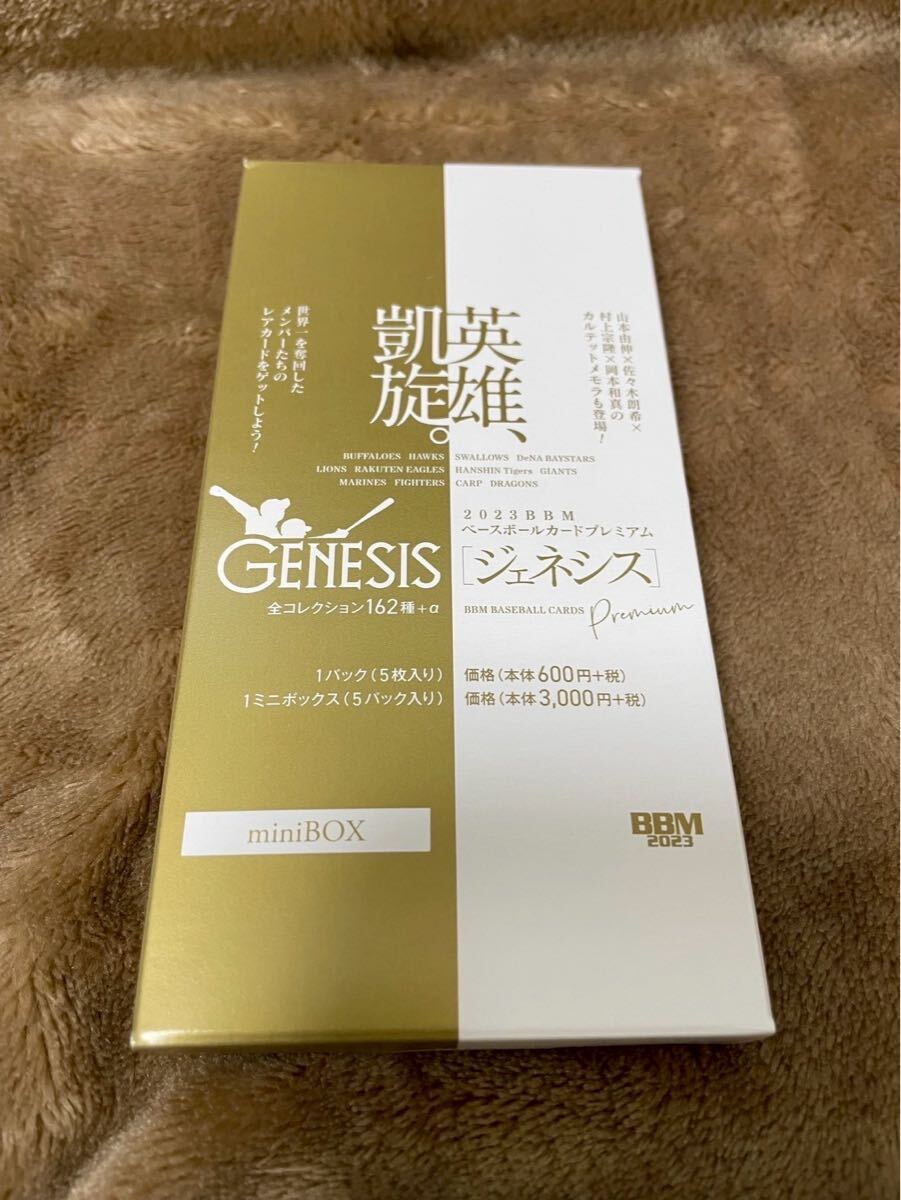 英雄、
凱旋。
山本由伸×佐々木朗希×
村上宗隆×岡本和真の
カルテットメモラも登場！
世界一を奪回した
メンバーたちの
レアカードをゲットしよう！
BUFFALOES HAWKS SWALLOWS DeNA BAYSTARS
LIONS RAKUTEN EAGLES HANSHIN Tigers GIANTS
MARINES FIGHTERS CARP DRAGONS
GENESIS
全コレクション162種+α
2023BBM
ベースボールカードプレミアム
[ジェネシス]
BBM BASEBALL CARDS Premium
1パック（5枚入り） 価格（本体600円+税）
1ミニボックス（5パック入り） 価格（本体3,000円+税）
miniBOX
BBM
2023